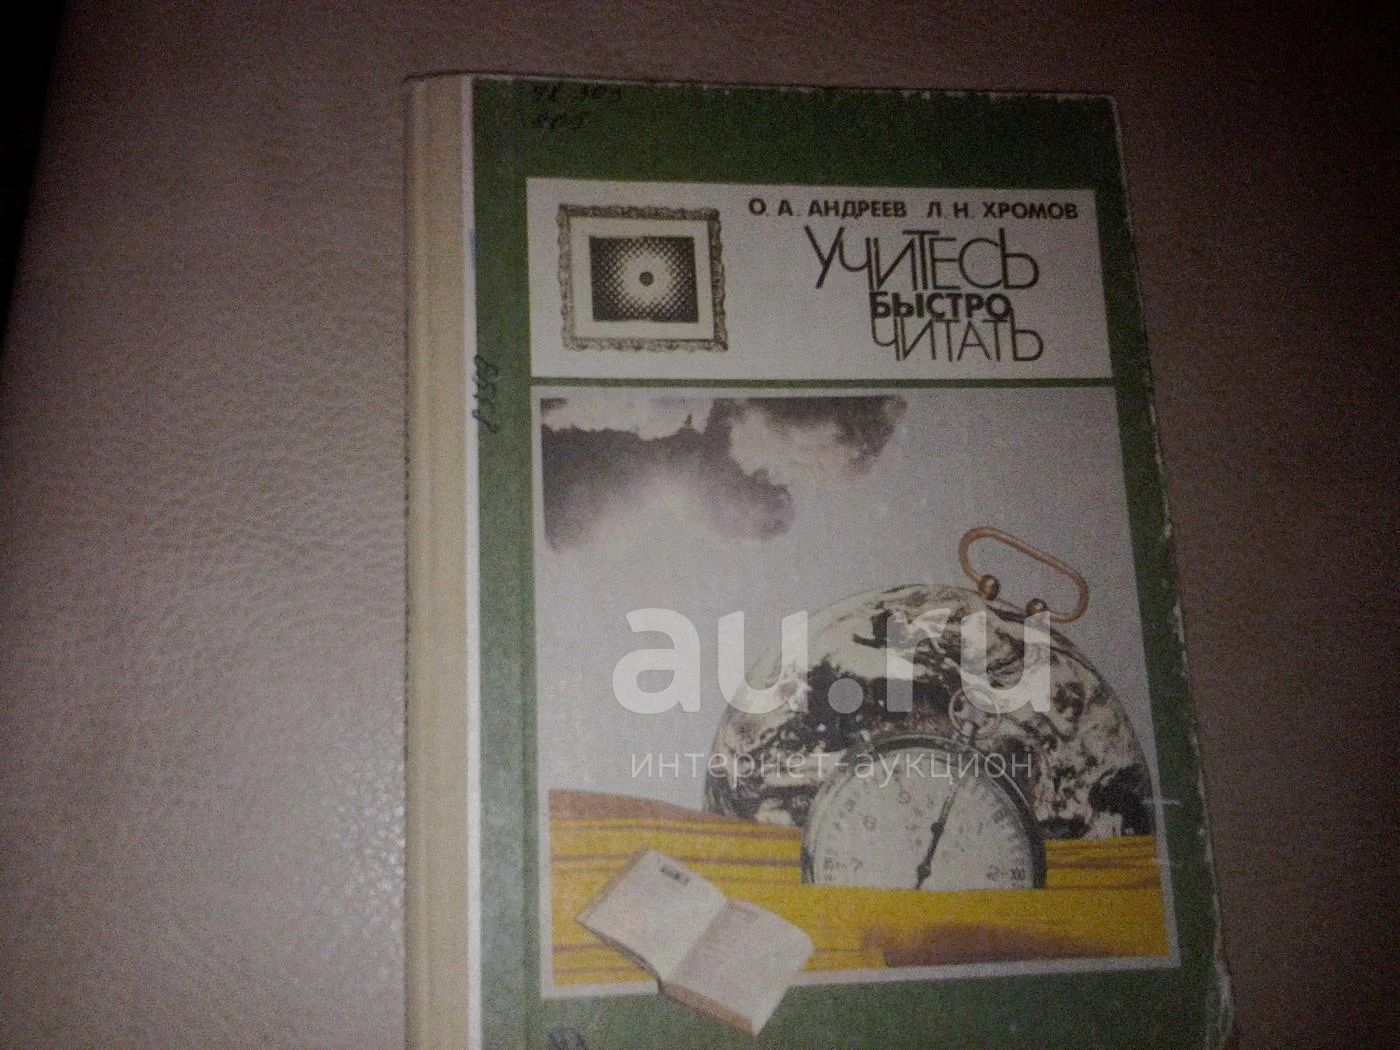 О. А. АНДРЕЕВ Л. Н. ХРОМОВ
УЧИТЕСЬ
БЫСТРО
ЧИТАТЬ
au.ru
интернет-аукцион